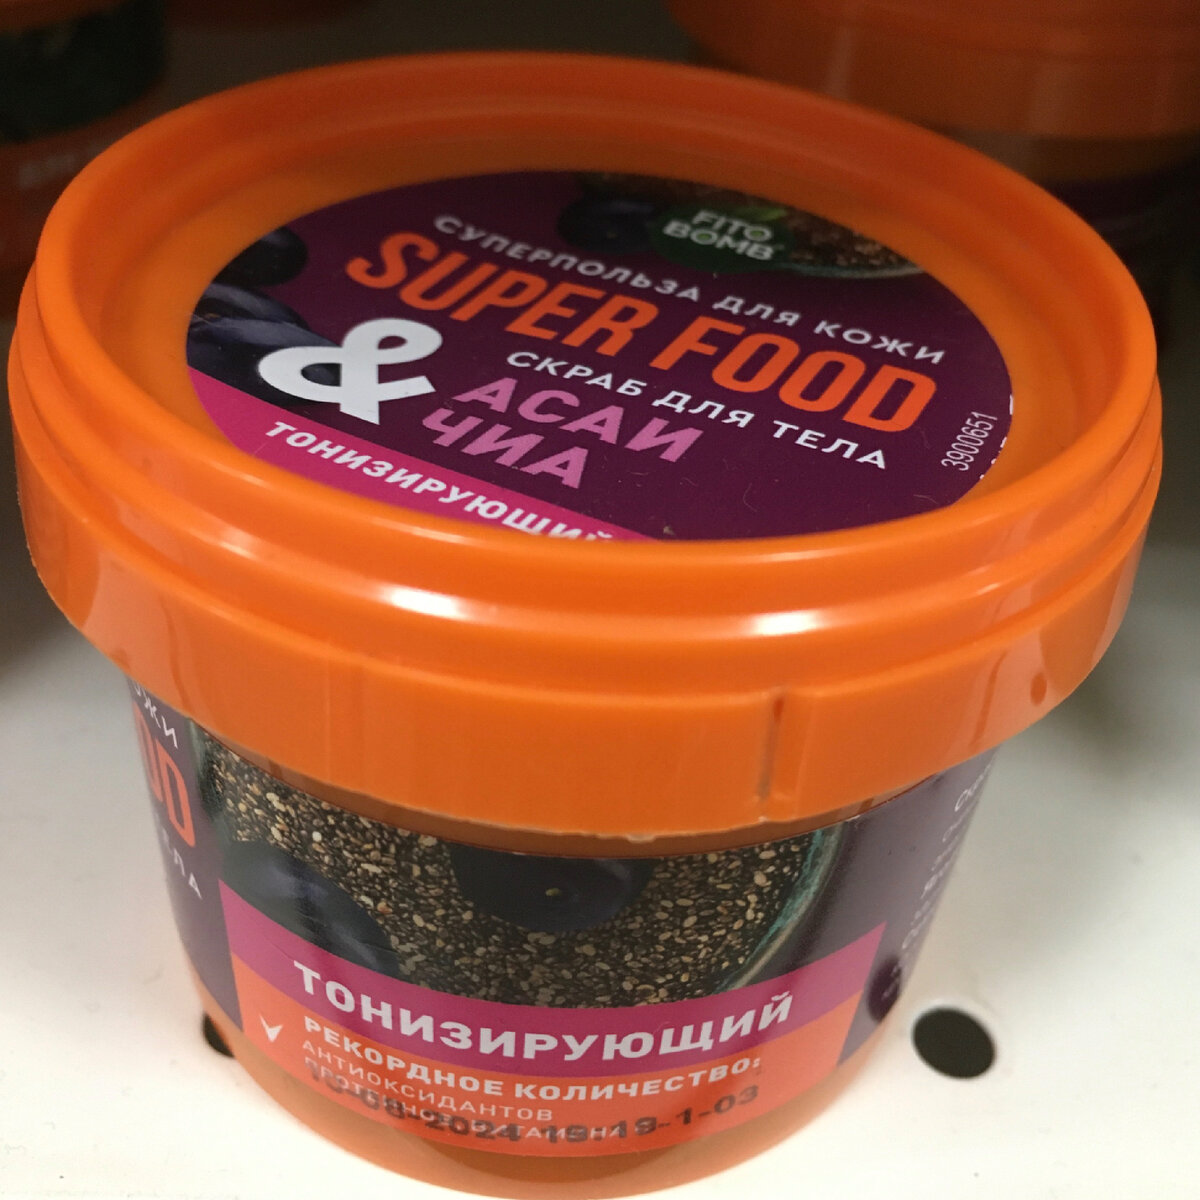 FITO
BOMB
СУПЕРПОЛЬЗА ДЛЯ КОЖИ
SUPER FOOD
СКРАБ ДЛЯ ТЕЛА
& АСАИ
ЧИА
ТОНИЗИРУЮЩИЙ
3900651
ТОНИЗИРУЮЩИЙ
РЕКОРДНОЕ КОЛИЧЕСТВО:
АНТИОКСИДАНТОВ